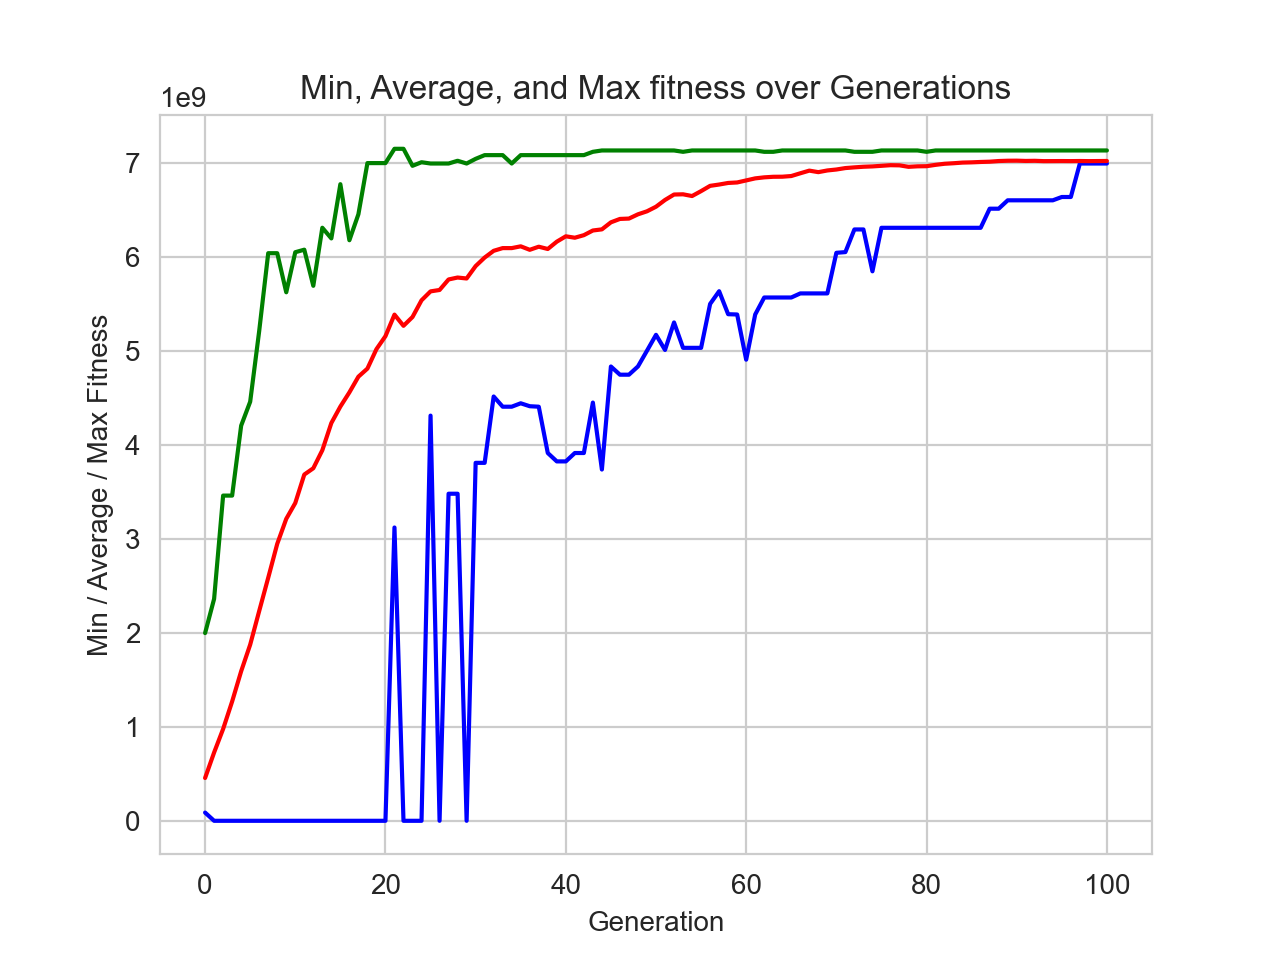 Min, Average, and Max fitness over Generations
1e9
7
6
5
4
3
2
1
0
Min / Average / Max Fitness
0 20 40 60 80 100
Generation